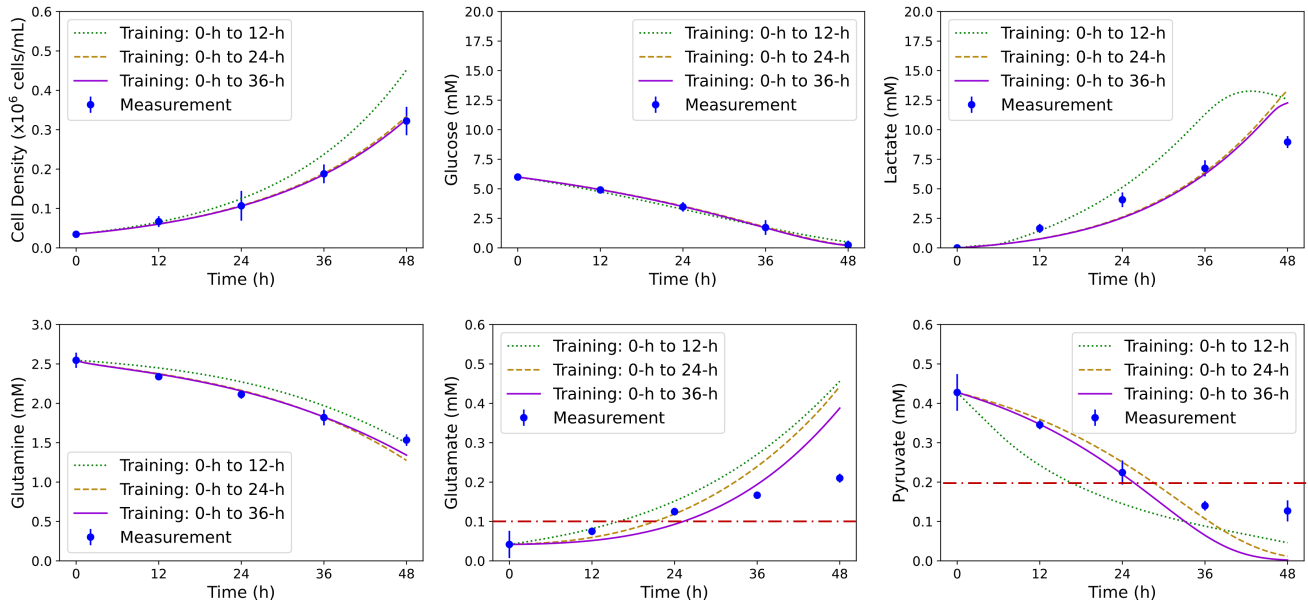 Cell Density (x10⁶ cells/mL)
0.6
0.5
0.4
0.3
0.2
0.1
0.0
Training: 0-h to 12-h
Training: 0-h to 24-h
Training: 0-h to 36-h
Measurement
0 12 24 36 48
Time (h)
Glucose (mM)
20.0
17.5
15.0
12.5
10.0
7.5
5.0
2.5
0.0
Training: 0-h to 12-h
Training: 0-h to 24-h
Training: 0-h to 36-h
Measurement
0 12 24 36 48
Time (h)
Lactate (mM)
20.0
17.5
15.0
12.5
10.0
7.5
5.0
2.5
0.0
Training: 0-h to 12-h
Training: 0-h to 24-h
Training: 0-h to 36-h
Measurement
0 12 24 36 48
Time (h)
Glutamine (mM)
3.0
2.5
2.0
1.5
1.0
0.5
0.0
Training: 0-h to 12-h
Training: 0-h to 24-h
Training: 0-h to 36-h
Measurement
0 12 24 36 48
Time (h)
Glutamate (mM)
0.6
0.5
0.4
0.3
0.2
0.1
0.0
Training: 0-h to 12-h
Training: 0-h to 24-h
Training: 0-h to 36-h
Measurement
0 12 24 36 48
Time (h)
Pyruvate (mM)
0.6
0.5
0.4
0.3
0.2
0.1
0.0
Training: 0-h to 12-h
Training: 0-h to 24-h
Training: 0-h to 36-h
Measurement
0 12 24 36 48
Time (h)